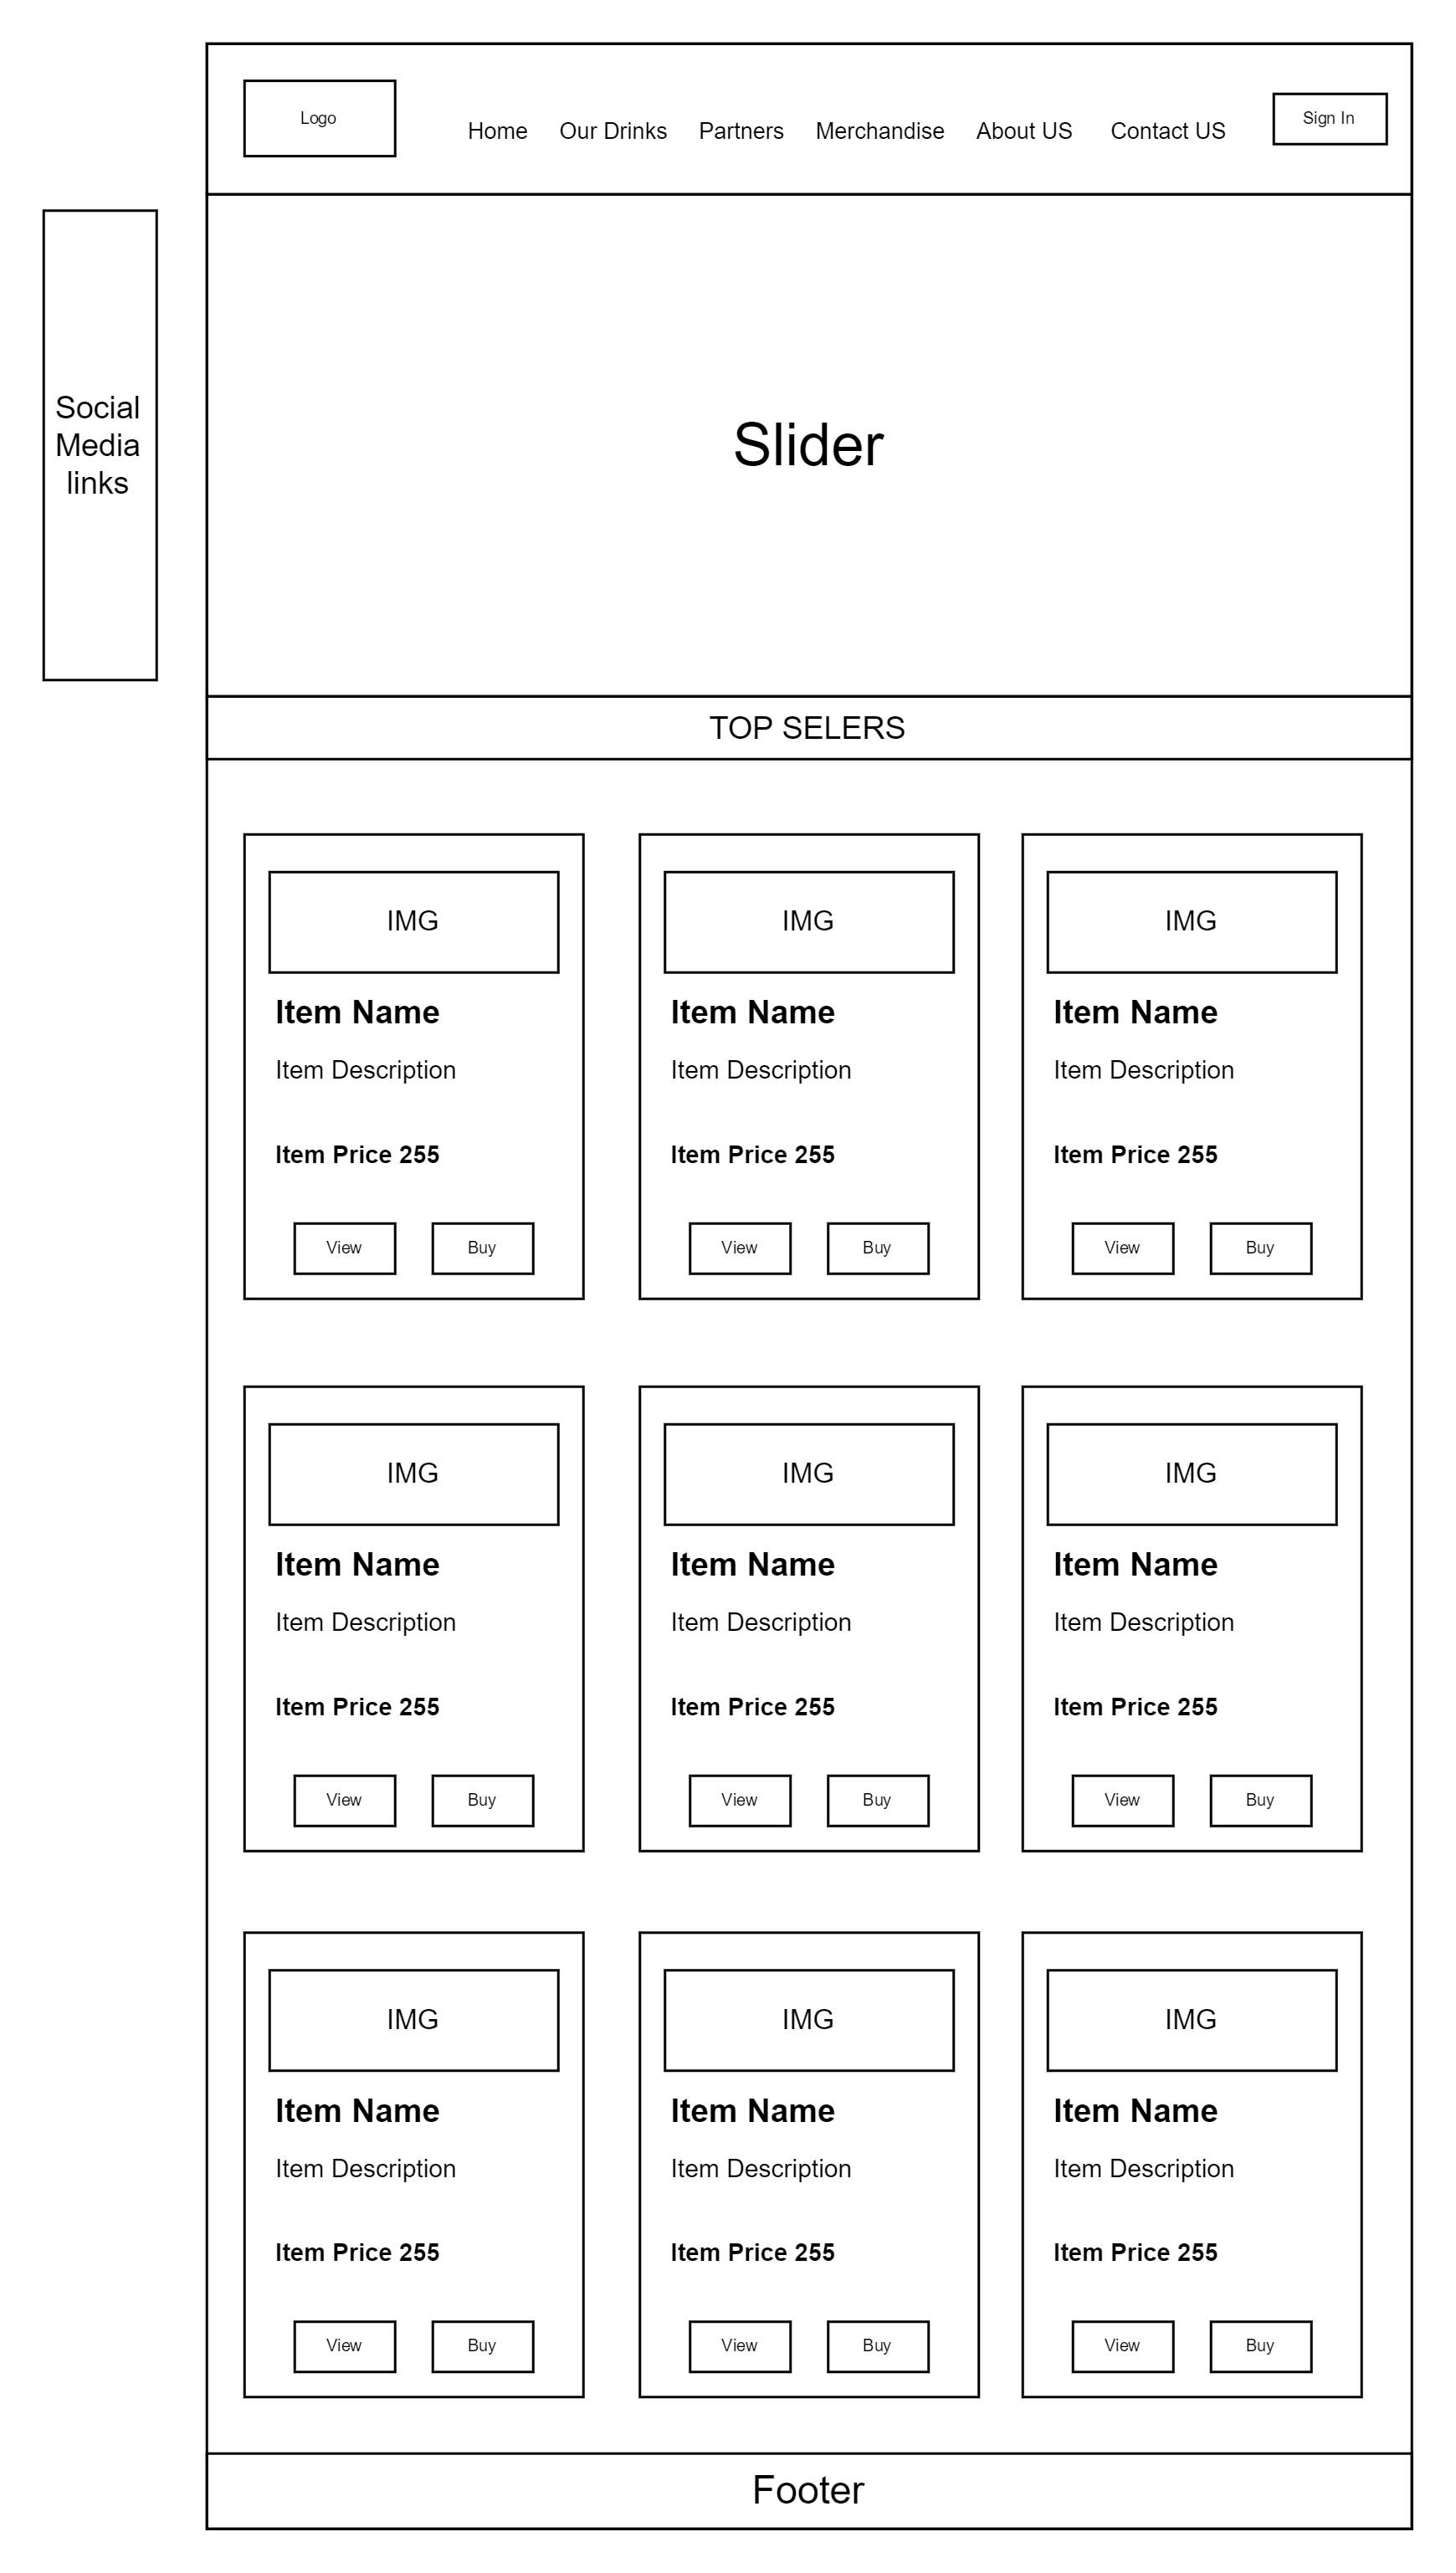 Logo
Home Our Drinks Partners Merchandise About US Contact US
Sign In
Social
Media
links
Slider
TOP SELERS
IMG IMG IMG
Item Name Item Name Item Name
Item Description Item Description Item Description
Item Price 255 Item Price 255 Item Price 255
View Buy View Buy View Buy
IMG IMG IMG
Item Name Item Name Item Name
Item Description Item Description Item Description
Item Price 255 Item Price 255 Item Price 255
View Buy View Buy View Buy
IMG IMG IMG
Item Name Item Name Item Name
Item Description Item Description Item Description
Item Price 255 Item Price 255 Item Price 255
View Buy View Buy View Buy
Footer